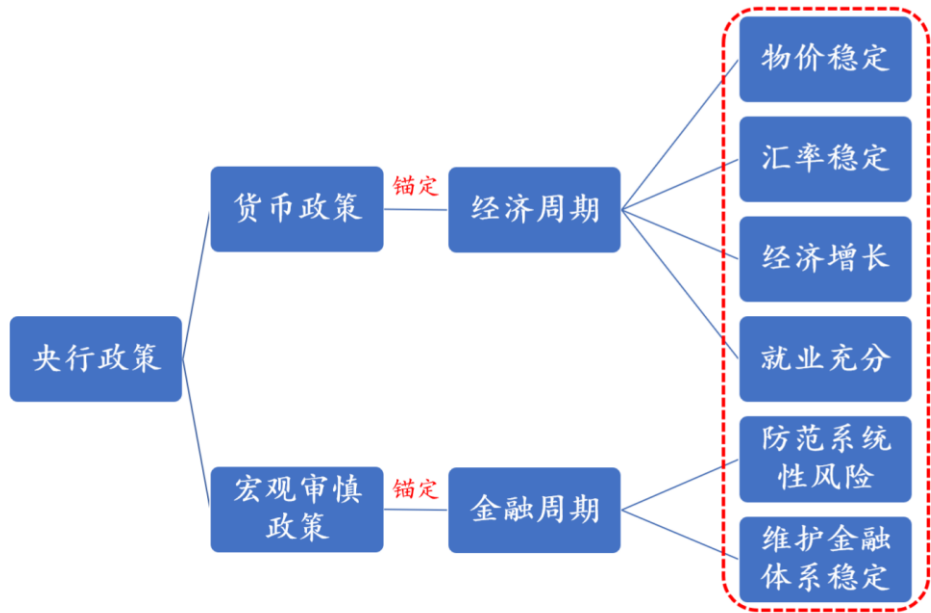 央行政策
货币政策
锚定
经济周期
物价稳定
汇率稳定
经济增长
就业充分
宏观审慎
政策
锚定
金融周期
防范系统
性风险
维护金融
体系稳定